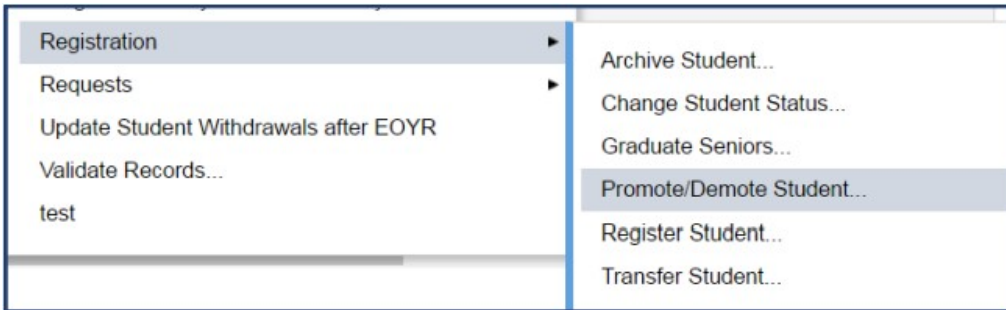 Registration
Requests
Update Student Withdrawals after EOYR
Validate Records...
test
Archive Student...
Change Student Status...
Graduate Seniors...
Promote/Demote Student...
Register Student...
Transfer Student...